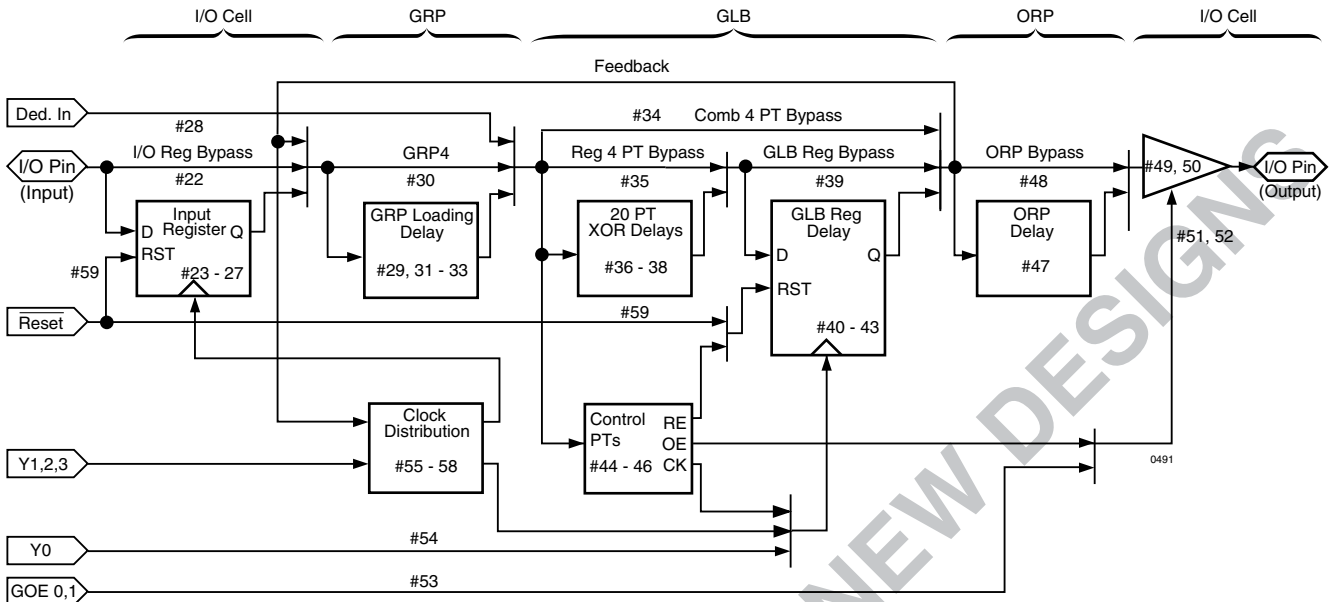 I/O Cell
GRP
GLB
ORP
I/O Cell
Feedback
Ded. In
#28
#34
Comb 4 PT Bypass
I/O Pin
(Input)
I/O Reg Bypass
#22
GRP4
#30
Reg 4 PT Bypass
#35
GLB Reg Bypass
#39
ORP Bypass
#48
#49, 50
I/O Pin
(Output)
Input
Register
D
Q
RST
#23 - 27
#59
GRP Loading
Delay
#29, 31 - 33
20 PT
XOR Delays
#36 - 38
GLB Reg
Delay
D
Q
RST
#40 - 43
ORP
Delay
#47
#51, 52
Reset
#59
Clock
Distribution
#55 - 58
Control
PTs
#44 - 46
RE
OE
CK
0491
Y1,2,3
Y0
#54
GOE 0,1
#53
NEW DESIGNS